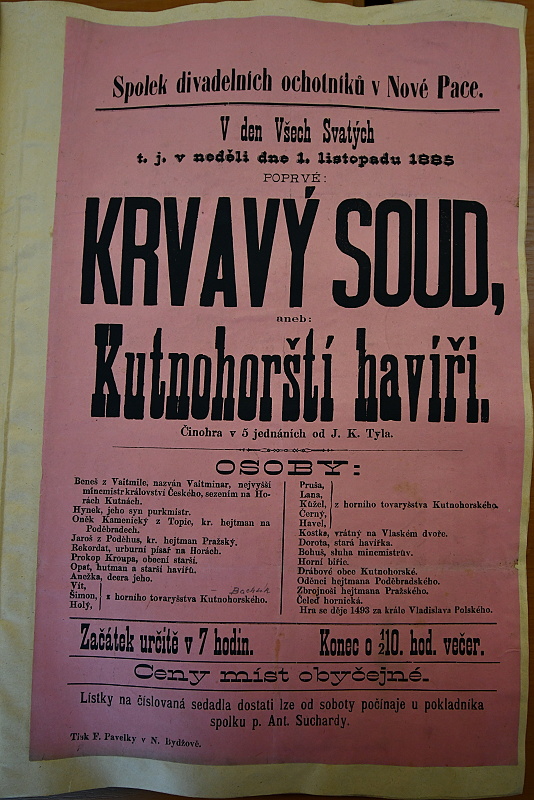 Spolek divadelních ochotníků v Nové Pace.
V den Všech Svatých
t. j. v neděli dne 1. listopadu 1885
POPRVÉ:
KRVAVÝ SOUD,
aneb:
Kutnohorští havíři.
Činohra v 5 jednáních od J. K. Tyla.
OSOBY:
Beneš z Vaitmile, nazván Vaitminar, nejvyšší
mincmistr království Českého, sezením na Ho-
rách Kutnách.
Hynek, jeho syn purkmistr.
Oněk Kamenický z Topic, kr. hejtman na
Poděbradech.
Jaroš z Poděhus, kr. hejtman Pražský.
Rekordat, urburní písař na Horách.
Prokop Kroupa, obecní starší.
Opat, hutman a starší havířů.
Anežka, dcera jeho.
Vít,
Šimon,
Holý,
z horního tovaryšstva Kutnohorského.
Pruša,
Lana,
Kůžel,
Černý,
Havel,
z horního tovaryšstva Kutnohorského.
Kostka, vrátný na Vlaském dvoře.
Dorota, stará havířka.
Bohuš, sluha mincmistrův.
Horní bířic.
Drábové obce Kutnohorské.
Oděnci hejtmana Poděbradského.
Zbrojnoši hejtmana Pražského.
Čeleď hornická.
Hra se děje 1493 za krále Vladislava Polského.
Začátek určitě v 7 hodin. Konec o ½10. hod. večer.
Ceny míst obyčejné.
Lístky na číslovaná sedadla dostati lze od soboty počínaje u pokladníka
spolku p. Ant. Suchardy.
Tisk F. Pavelky v N. Bydžově.